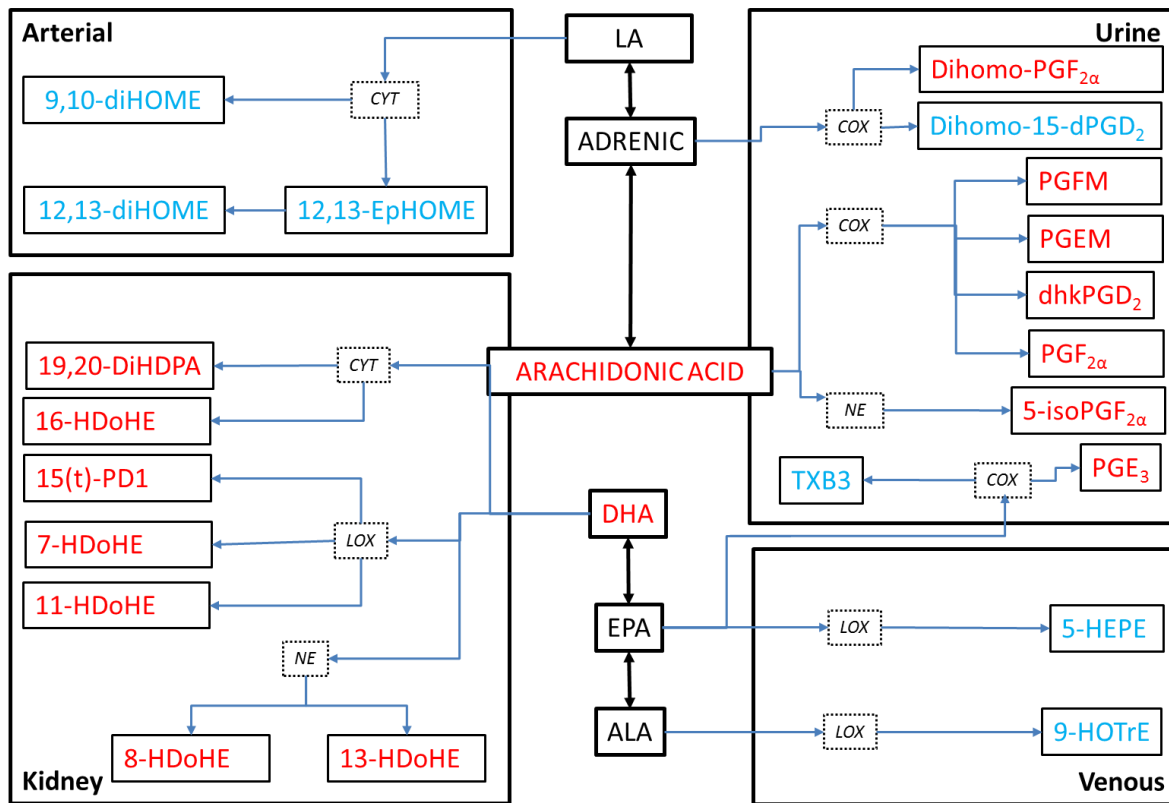 Arterial
9,10-diHOME
CYT
12,13-diHOME
12,13-EpHOME
LA
ADRENIC
ARACHIDONIC ACID
DHA
EPA
ALA
Urine
Dihomo-PGF₂α
COX
Dihomo-15-dPGD₂
PGFM
COX
PGEM
dhkPGD₂
PGF₂α
NE
5-isoPGF₂α
TXB3
COX
PGE₃
19,20-DiHDPA
CYT
16-HDoHE
15(t)-PD1
7-HDoHE
LOX
11-HDoHE
NE
8-HDoHE
13-HDoHE
Kidney
LOX
5-HEPE
LOX
9-HOTrE
Venous